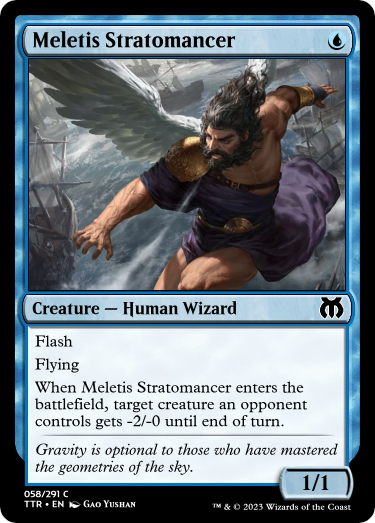 Meletis Stratomancer
Creature — Human Wizard
Flash
Flying
When Meletis Stratomancer enters the
battlefield, target creature an opponent
controls gets -2/-0 until end of turn.
Gravity is optional to those who have mastered
the geometries of the sky.
1/1
058/291 C
TTR • EN Gao Yushan
™ & © 2023 Wizards of the Coast